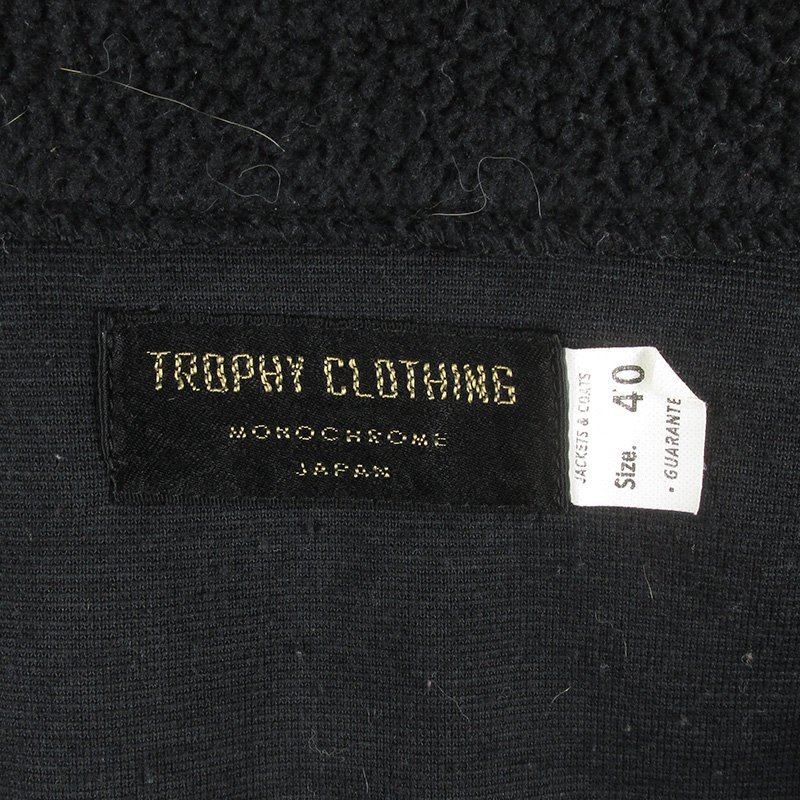 TROPHY CLOTHING
MONOCHROME
JAPAN
JACKETS & COATS
Size. 40
• GUARANTE